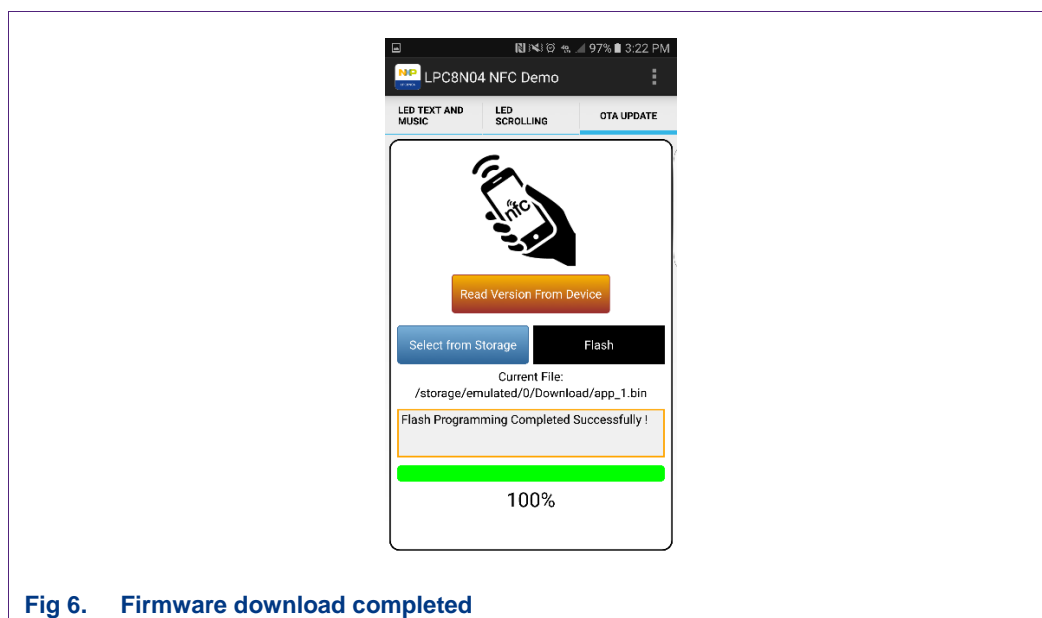 97% 3:22 PM
NXP
LPC8N04 NFC Demo
LED TEXT AND
MUSIC
LED
SCROLLING
OTA UPDATE
nfc
Read Version From Device
Select from Storage
Flash
Current File:
/storage/emulated/0/Download/app_1.bin
Flash Programming Completed Successfully !
100%
Fig 6. Firmware download completed